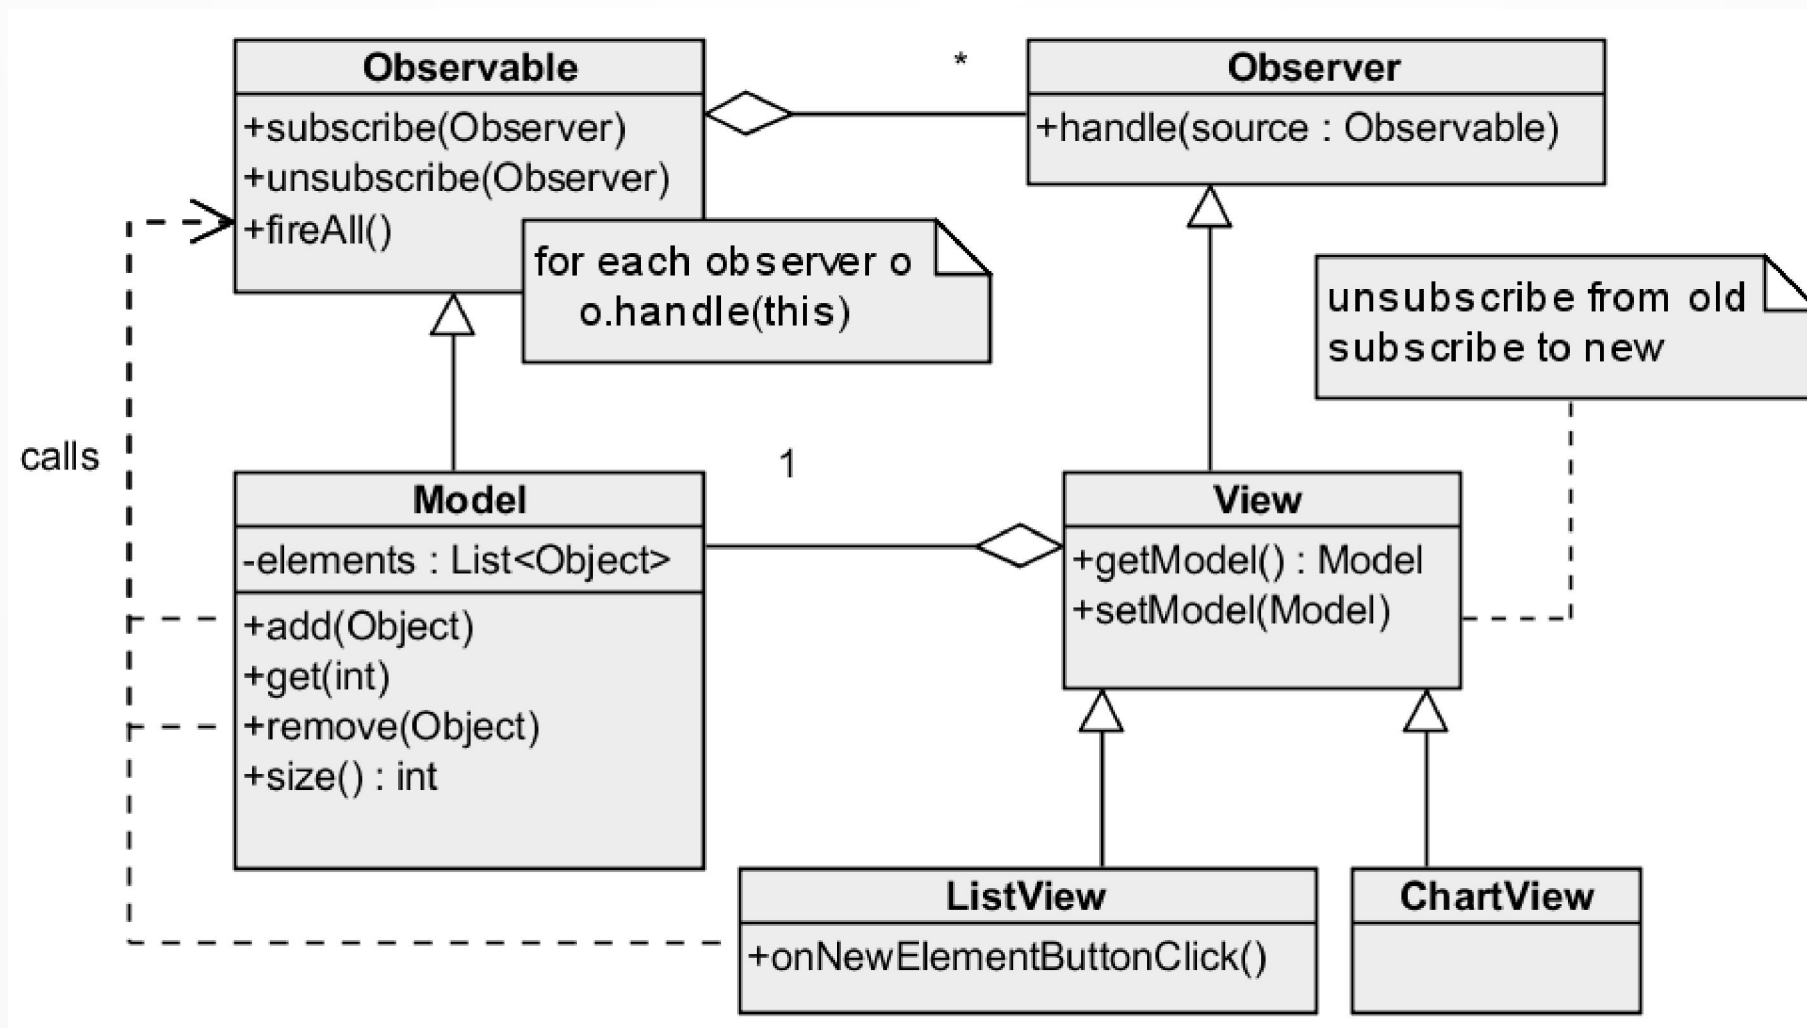 Observable
+subscribe(Observer)
+unsubscribe(Observer)
+fireAll()
for each observer o
o.handle(this)
*
Observer
+handle(source : Observable)
unsubscribe from old
subscribe to new
calls
1
Model
-elements : List<Object>
+add(Object)
+get(int)
+remove(Object)
+size() : int
View
+getModel() : Model
+setModel(Model)
ListView
+onNewElementButtonClick()
ChartView